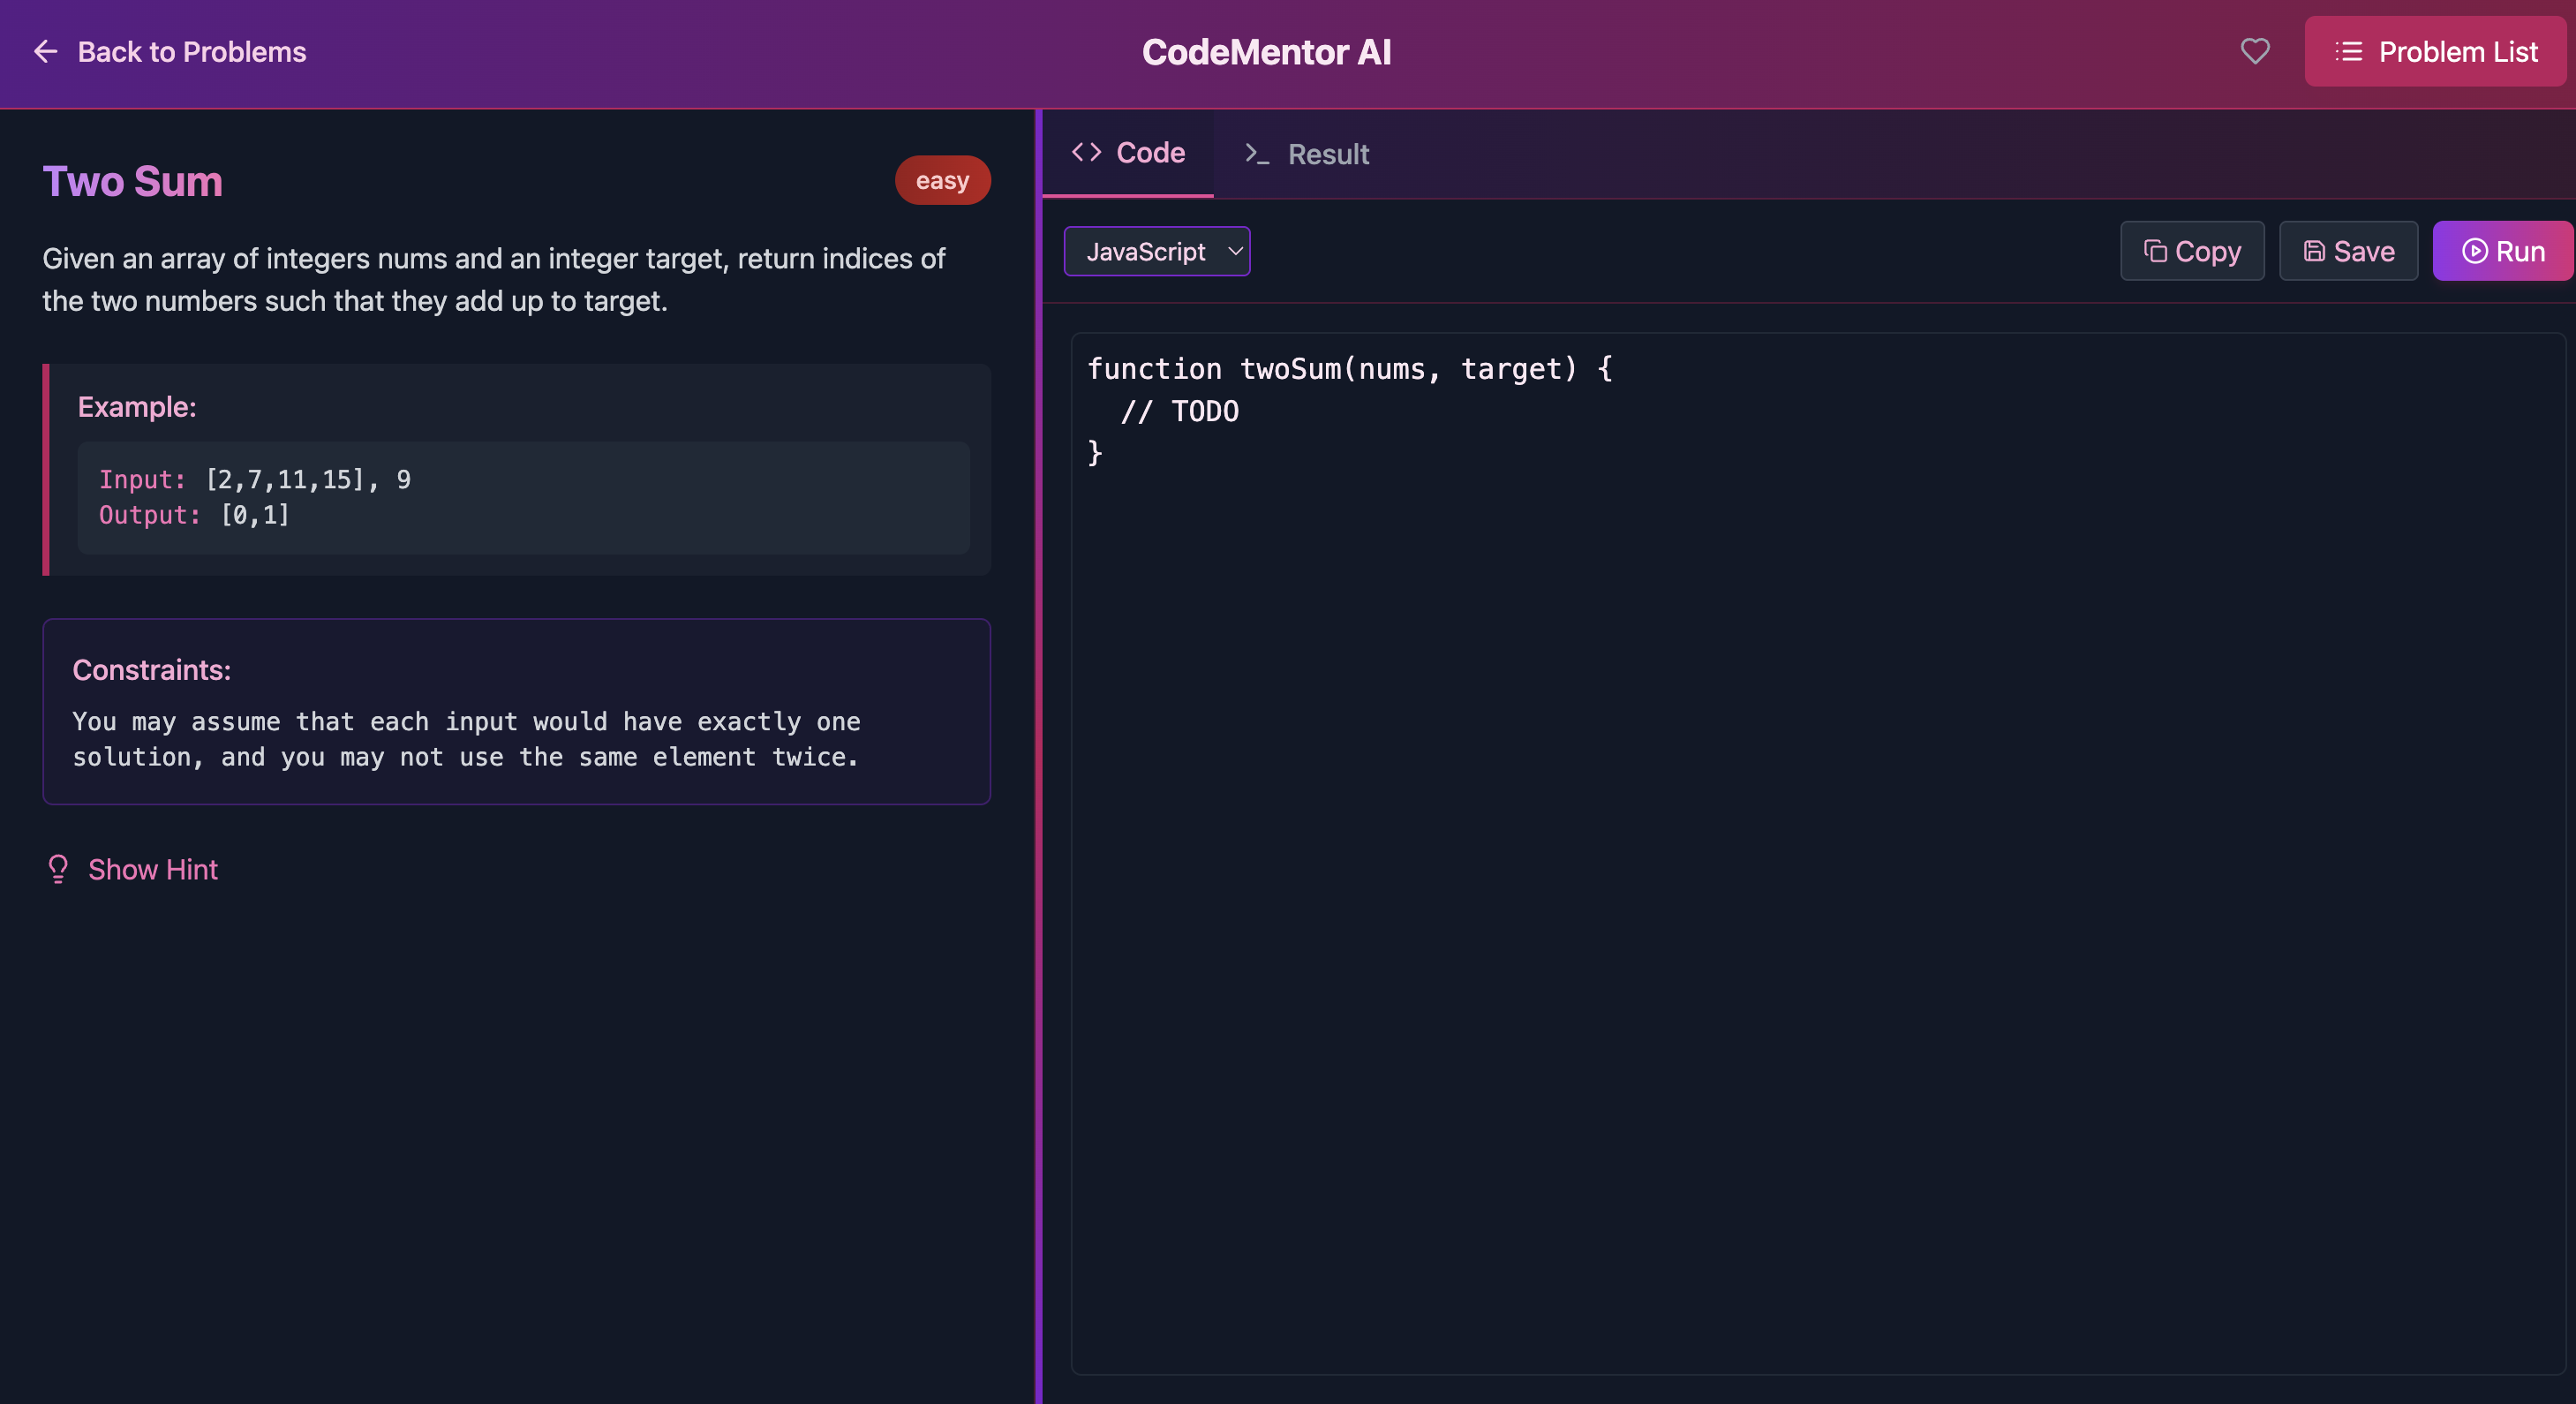 Back to Problems
CodeMentor AI
Problem List
Two Sum
easy
Given an array of integers nums and an integer target, return indices of
the two numbers such that they add up to target.
Example:
Input: [2,7,11,15], 9
Output: [0,1]
Constraints:
You may assume that each input would have exactly one
solution, and you may not use the same element twice.
Show Hint
Code
Result
JavaScript
Copy
Save
Run
function twoSum(nums, target) {
  // TODO
}